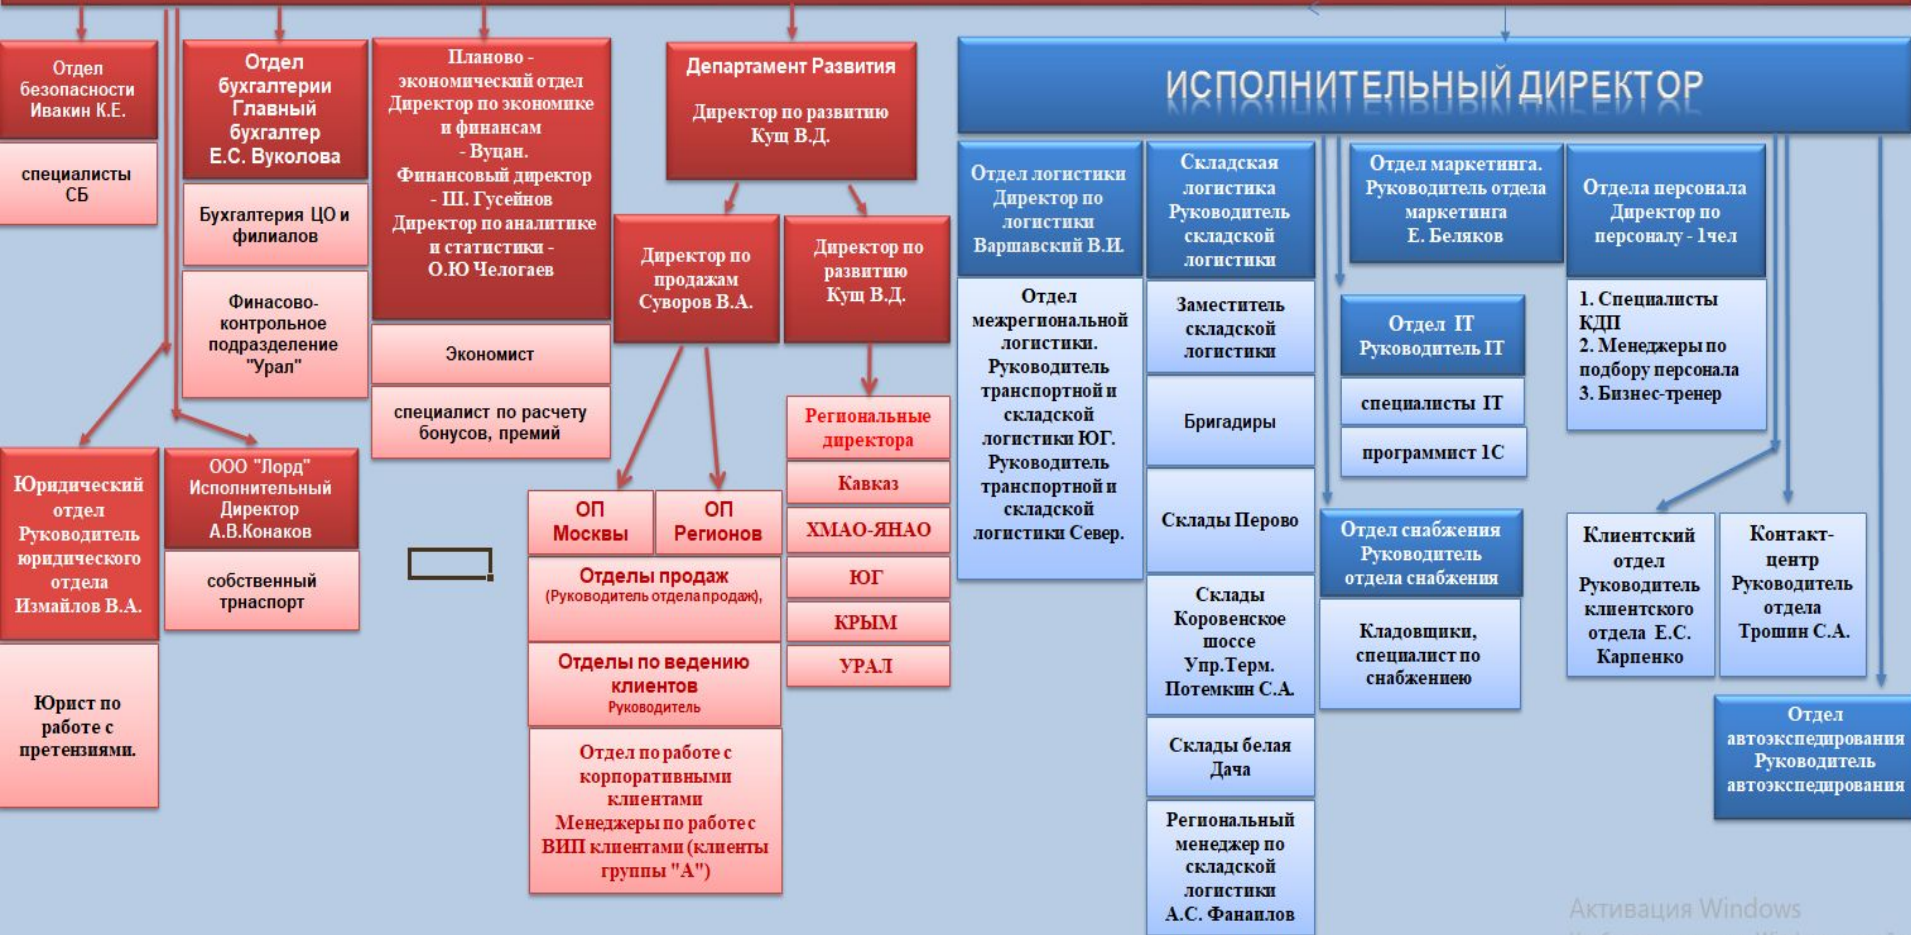 Отдел
безопасности
Ивакин К.Е.
специалисты
СБ
Отдел
бухгалтерии
Главный
бухгалтер
Е.С. Вуколова
Бухгалтерия ЦО и
филиалов
Финасово-
контрольное
подразделение
"Урал"
Планово -
экономический отдел
Директор по экономике
и финансам
- Вуцан.
Финансовый директор
- Ш. Гусейнов
Директор по аналитике
и статистики -
О.Ю Челогаев
Экономист
специалист по расчету
бонусов, премий
Департамент Развития
Директор по развитию
Кущ В.Д.
Директор по
продажам
Суворов В.А.
Директор по
развитию
Кущ В.Д.
Региональные
директора
Кавказ
ХМАО-ЯНАО
ЮГ
КРЫМ
УРАЛ
ОП
Москвы
ОП
Регионов
Отделы продаж
(Руководитель отдела продаж),
Отделы по ведению
клиентов
Руководитель
Отдел по работе с
корпоративными
клиентами
Менеджеры по работе с
ВИП клиентами (клиенты
группы "А")
Юридический
отдел
Руководитель
юридического
отдела
Измайлов В.А.
Юрист по
работе с
претензиями.
ООО "Лорд"
Исполнительный
Директор
А.В.Конаков
собственный
трнаспорт
ИСПОЛНИТЕЛЬНЫЙ ДИРЕКТОР
Отдел логистики
Директор по
логистики
Варшавский В.И.
Отдел
межрегиональной
логистики.
Руководитель
транспортной и
складской
логистики ЮГ.
Руководитель
транспортной и
складской
логистики Север.
Складская
логистика
Руководитель
складской
логистики
Заместитель
складской
логистики
Бригадиры
Склады Перово
Склады
Коровенское
шоссе
Упр.Терм.
Потемкин С.А.
Склады белая
Дача
Региональный
менеджер по
складской
логистики
А.С. Фанаилов
Отдел маркетинга.
Руководитель отдела
маркетинга
Е. Беляков
Отдел IT
Руководитель IT
специалисты IT
программист 1С
Отдел снабжения
Руководитель
отдела снабжения
Кладовщики,
специалист по
снабжениею
Отдела персонала
Директор по
персоналу - 1чел
1. Специалисты
КДП
2. Менеджеры по
подбору персонала
3. Бизнес-тренер
Клиентский
отдел
Руководитель
клиентского
отдела Е.С.
Карпенко
Контакт-
центр
Руководитель
отдела
Трошин С.А.
Отдел
автоэкспедирования
Руководитель
автоэкспедирования
Активация Windows